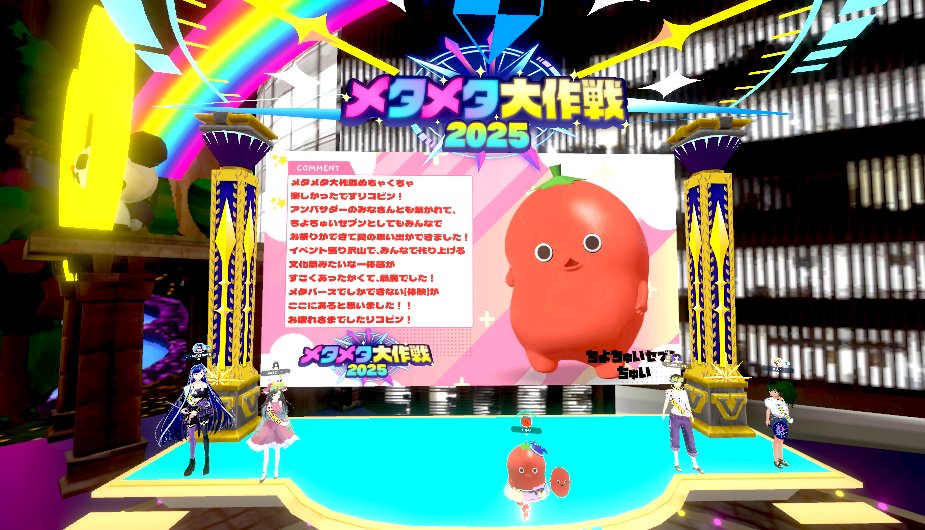 メタメタ大作戦
2025
COMMENT
メタメタ大作戦めちゃくちゃ
楽しかったですリコピン!
アンバサダーのみなさんとも繋がれて、
ちよちゅいセブンとしてもみんなで
お祭りができて夏の思い出ができました!
イベント盛り沢山で、みんなで作り上げる
文化祭みたいな一体感が
すごくあったかくて、最高でした!
メタバースでしかできない[体験]が
ここにあると思いました!!
お疲れさまでしたリコピン!
メタメタ大作戦
2025
ちよちゅいセブン
ちゅい